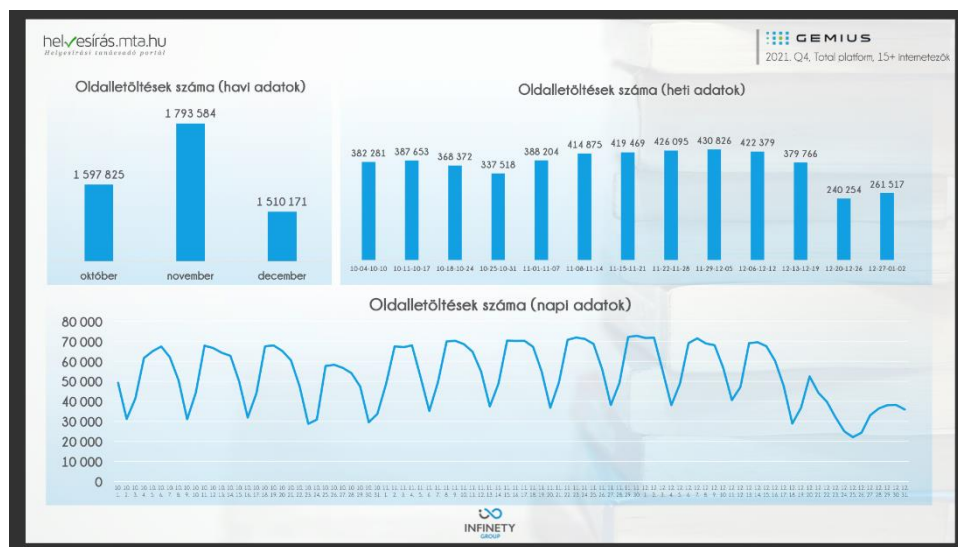 helyesírás.mta.hu
Helyesírási tanácsadó portál
GEMIUS
2021. Q4, Total platform, 15+ internetezők
Oldalletöltések száma (havi adatok)
1 793 584
1 597 825
1 510 171
október november december
Oldalletöltések száma (heti adatok)
382 281 387 653 368 372 337 518 388 204 414 875 419 469 426 095 430 826 422 379 379 766 240 254 261 517
10-04-10-10 10-11-10-17 10-18-10-24 10-25-10-31 11-01-11-07 11-08-11-14 11-15-11-21 11-22-11-28 11-29-12-05 12-06-12-12 12-13-12-19 12-20-12-26 12-27-01-02
Oldalletöltések száma (napi adatok)
80 000
70 000
60 000
50 000
40 000
30 000
20 000
10 000
0
INFINETY
GROUP